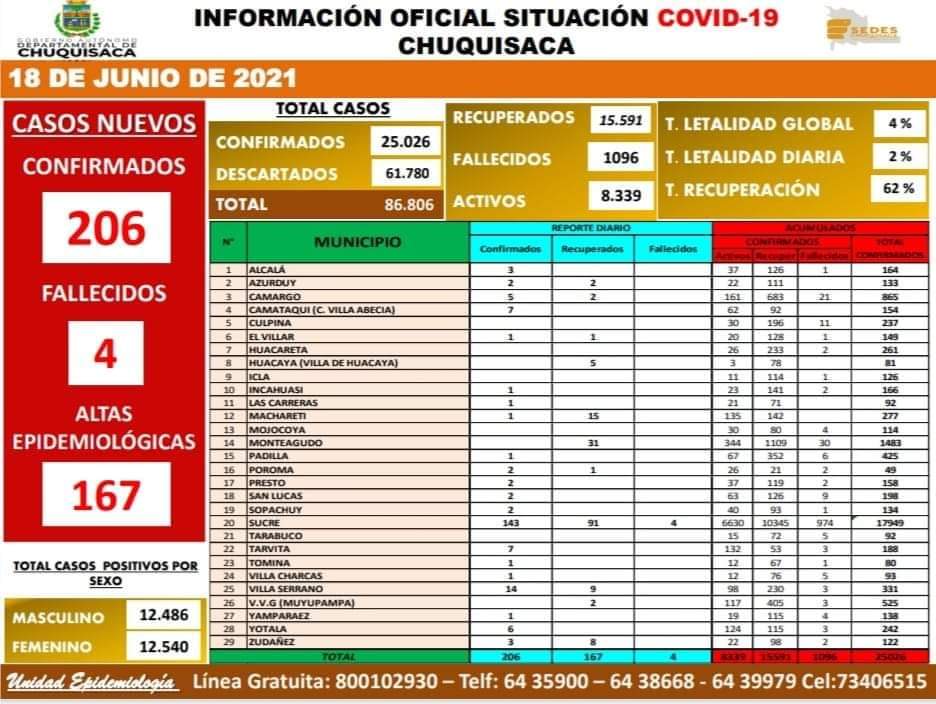 GOBIERNO AUTÓNOMO
DEPARTAMENTAL DE
CHUQUISACA
INFORMACIÓN OFICIAL SITUACIÓN COVID-19
CHUQUISACA
SEDES
18 DE JUNIO DE 2021
CASOS NUEVOS
CONFIRMADOS
206
FALLECIDOS
4
ALTAS
EPIDEMIOLÓGICAS
167
TOTAL CASOS POSITIVOS POR
SEXO
MASCULINO 12.486
FEMENINO 12.540
TOTAL CASOS
CONFIRMADOS 25.026
DESCARTADOS 61.780
TOTAL 86.806
RECUPERADOS 15.591
FALLECIDOS 1096
ACTIVOS 8.339
T. LETALIDAD GLOBAL 4 %
T. LETALIDAD DIARIA 2 %
T. RECUPERACIÓN 62 %
N° MUNICIPIO REPORTE DIARIO ACUMULADOS
Confirmados Recuperados Fallecidos CONFIRMADOS TOTAL
Activos Recuper Fallecidos CONFIRMADOS
1 ALCALÁ 3 37 126 1 164
2 AZURDUY 2 2 22 111 133
3 CAMARGO 5 2 161 683 21 865
4 CAMATAQUI (C. VILLA ABECIA) 7 62 92 154
5 CULPINA 30 196 11 237
6 EL VILLAR 1 1 20 128 1 149
7 HUACARETA 26 233 2 261
8 HUACAYA (VILLA DE HUACAYA) 5 3 78 81
9 ICLA 11 114 1 126
10 INCAHUASI 1 23 141 2 166
11 LAS CARRERAS 1 21 71 92
12 MACHARETI 1 15 135 142 277
13 MOJOCOYA 30 80 4 114
14 MONTEAGUDO 31 344 1109 30 1483
15 PADILLA 1 67 352 6 425
16 POROMA 2 1 26 21 2 49
17 PRESTO 2 37 119 2 158
18 SAN LUCAS 2 63 126 9 198
19 SOPACHUY 2 40 93 1 134
20 SUCRE 143 91 4 6630 10345 974 17949
21 TARABUCO 15 72 5 92
22 TARVITA 7 132 53 3 188
23 TOMINA 1 12 67 1 80
24 VILLA CHARCAS 1 12 76 5 93
25 VILLA SERRANO 14 9 98 230 3 331
26 V.V.G (MUYUPAMPA) 2 117 405 3 525
27 YAMPARAEZ 1 19 115 4 138
28 YOTALA 6 124 115 3 242
29 ZUDAÑEZ 3 8 22 98 2 122
TOTAL 206 167 4 8339 15591 1096 25026
Unidad Epidemiología Línea Gratuita: 800102930 – Telf: 64 35900 – 64 38668 - 64 39979 Cel:73406515